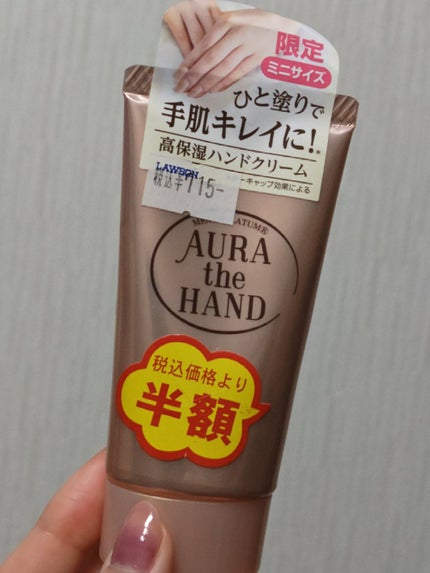 限定
ミニサイズ
ひと塗りで
手肌キレイに!
高保湿ハンドクリーム
ーキャップ効果による
LAWSON
税込¥
AURA
the
HAND
税込価格より
半額